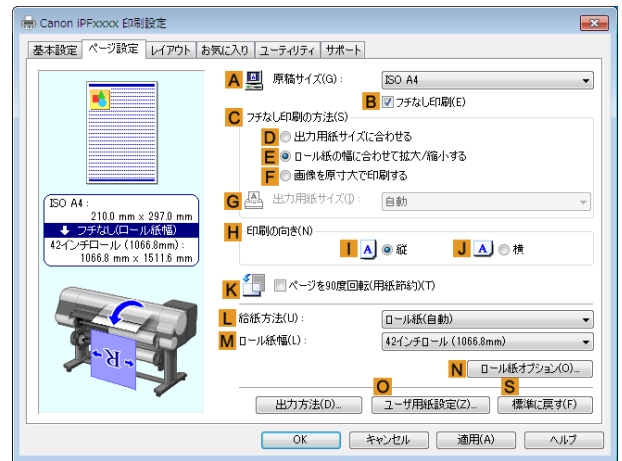 Canon iPFxxxx 印刷設定
基本設定 ページ設定 レイアウト お気に入り ユーティリティ サポート
A 原稿サイズ(G): ISO A4
B フチなし印刷(E)
C フチなし印刷の方法(S)
D 出力用紙サイズに合わせる
E ロール紙の幅に合わせて拡大/縮小する
F 画像を原寸大で印刷する
G 出力用紙サイズ(I): 自動
ISO A4:
210.0 mm x 297.0 mm
フチなし(ロール紙幅)
42インチロール (1066.8mm):
1066.8 mm x 1511.6 mm
H 印刷の向き(N)
I A 縦 J A 横
K ページを90度回転(用紙節約)(T)
L 給紙方法(U): ロール紙(自動)
M ロール紙幅(L): 42インチロール (1066.8mm)
R
N ロール紙オプション(O)...
O S
出力方法(D)... ユーザ用紙設定(Z)... 標準に戻す(F)
OK キャンセル 適用(A) ヘルプ